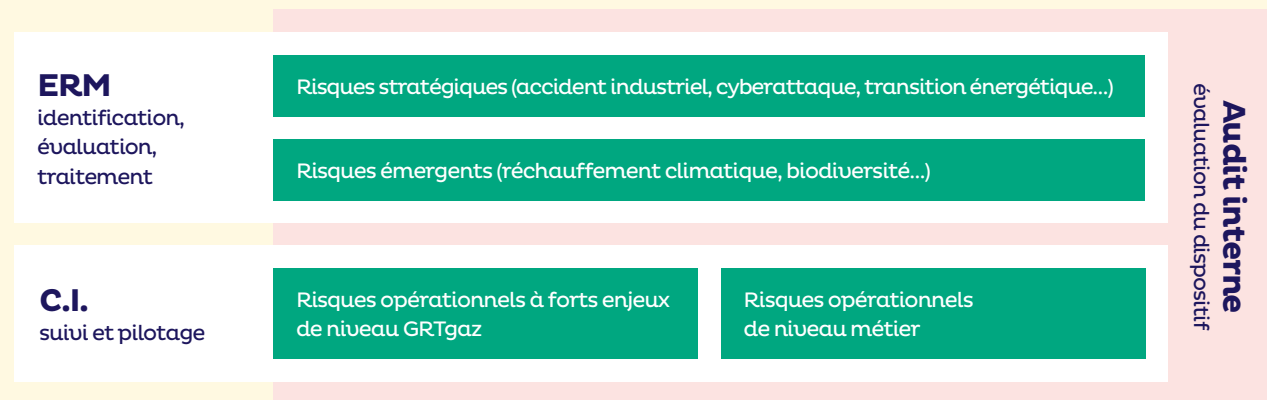 ERM
identification,
évaluation,
traitement
Risques stratégiques (accident industriel, cyberattaque, transition énergétique...)
Risques émergents (réchauffement climatique, biodiversité...)
C.I.
suivi et pilotage
Risques opérationnels à forts enjeux
de niveau GRTgaz
Risques opérationnels
de niveau métier
Audit interne
évaluation du dispositif